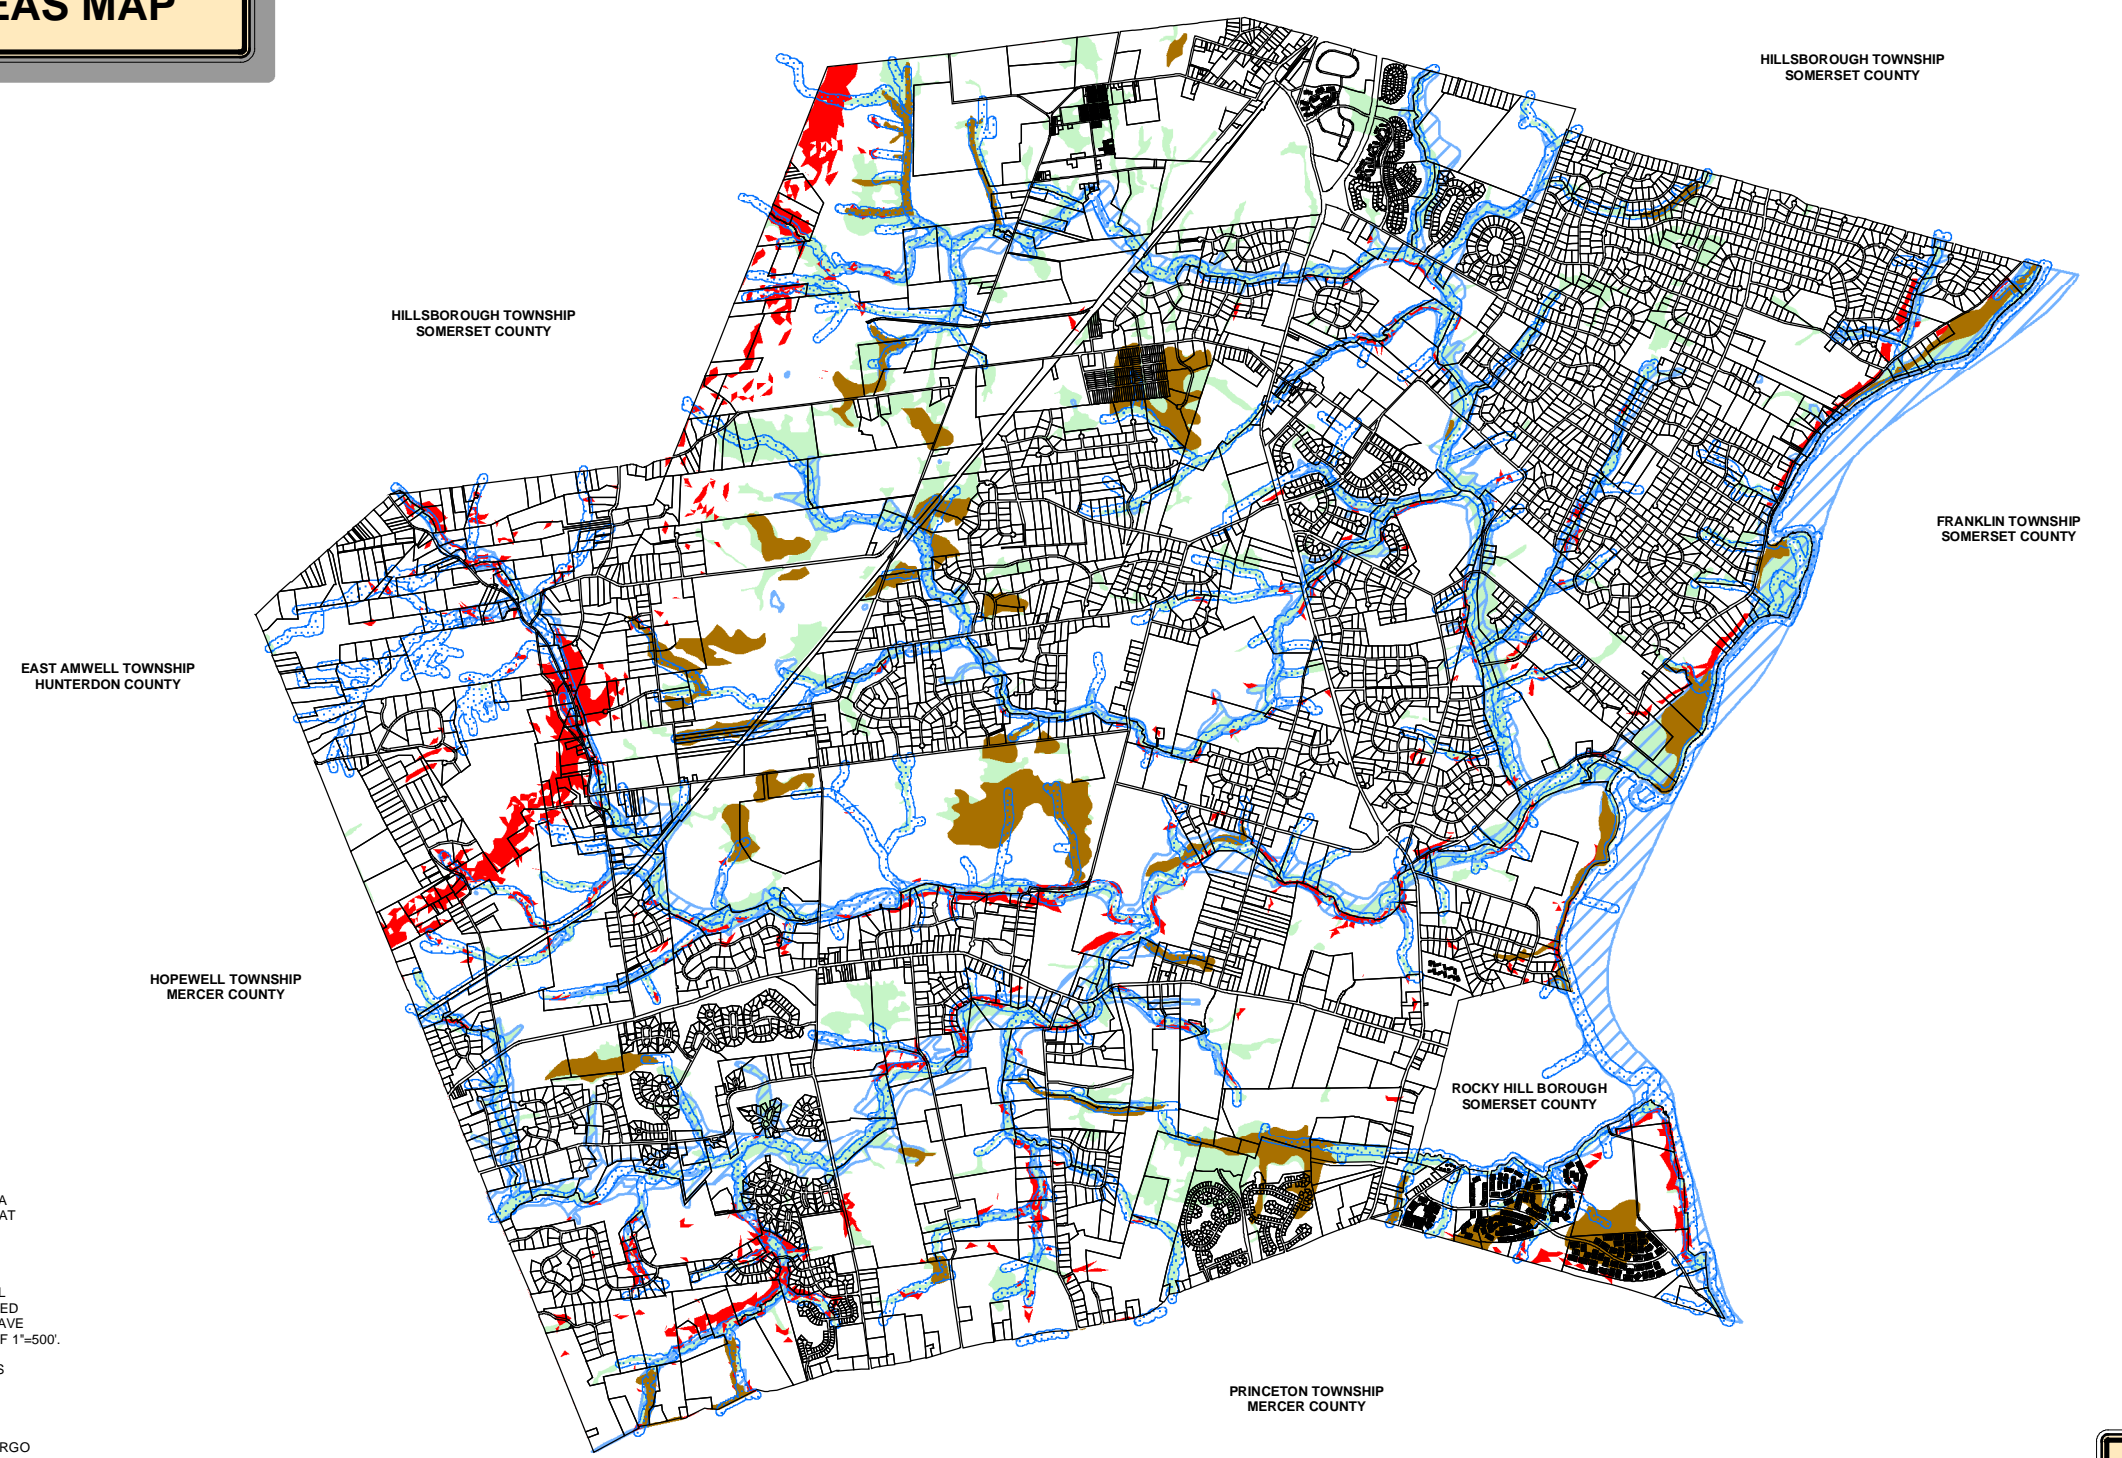 EAS MAP
HILLSBOROUGH TOWNSHIP
SOMERSET COUNTY
HILLSBOROUGH TOWNSHIP
SOMERSET COUNTY
FRANKLIN TOWNSHIP
SOMERSET COUNTY
EAST AMWELL TOWNSHIP
HUNTERDON COUNTY
HOPEWELL TOWNSHIP
MERCER COUNTY
ROCKY HILL BOROUGH
SOMERSET COUNTY
A
AT
L
ED
AVE
F 1"=500'.
S
PRINCETON TOWNSHIP
MERCER COUNTY
RGO